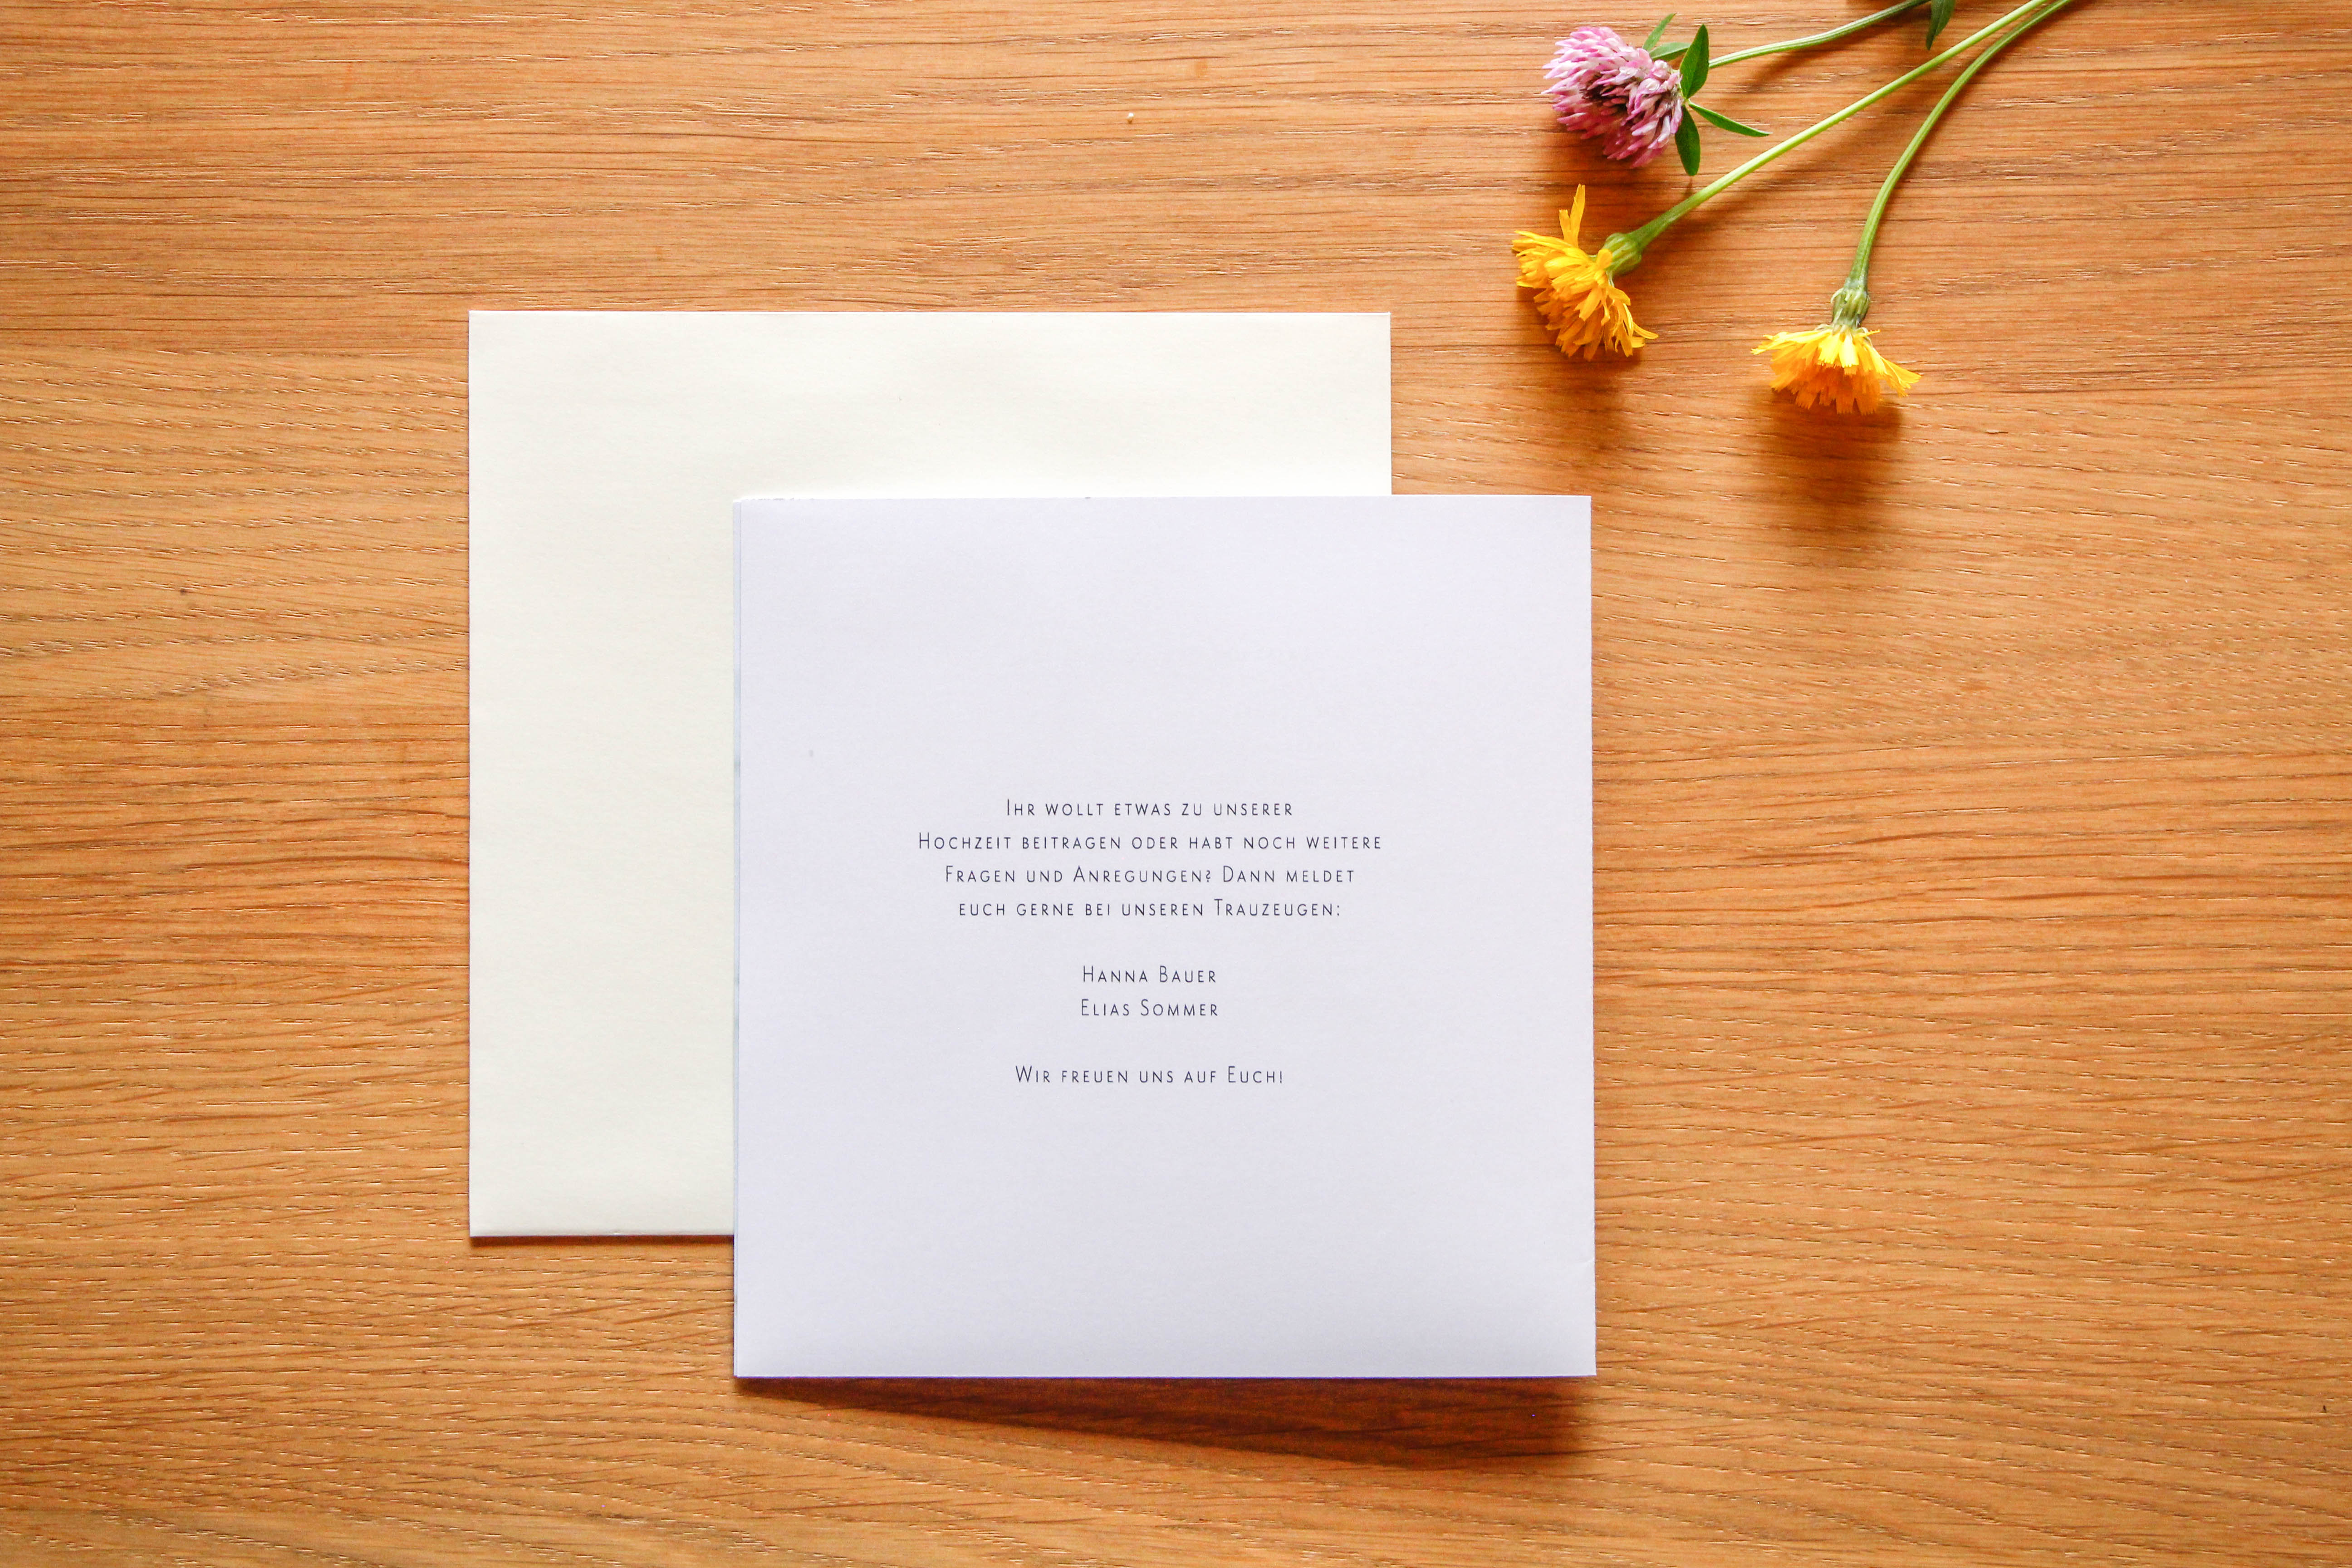 Ihr wollt etwas zu unserer
Hochzeit beitragen oder habt noch weitere
Fragen und Anregungen? Dann meldet
euch gerne bei unseren Trauzeugen:
Hanna Bauer
Elias Sommer
Wir freuen uns auf Euch!